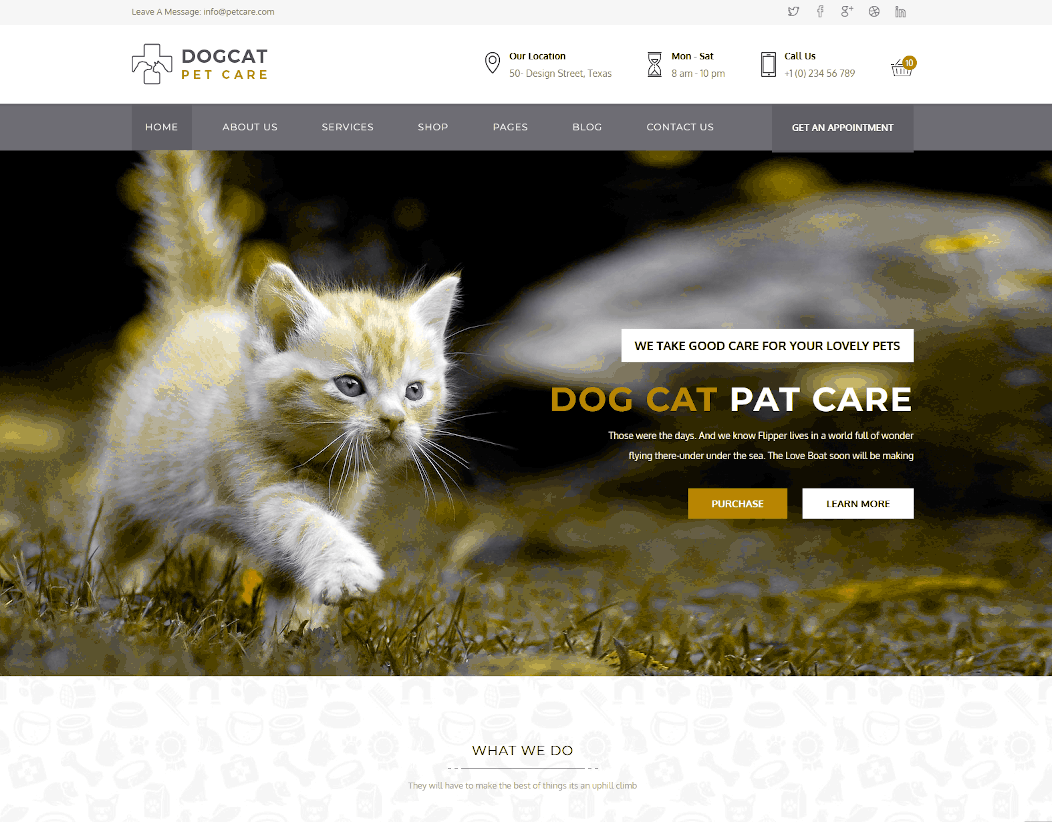 Leave A Message: info@petcare.com
DOGCAT
PET CARE
Our Location
50- Design Street, Texas
Mon - Sat
8 am - 10 pm
Call Us
+1 (0) 234 56 789
10
HOME ABOUT US SERVICES SHOP PAGES BLOG CONTACT US GET AN APPOINTMENT
WE TAKE GOOD CARE FOR YOUR LOVELY PETS
DOG CAT PAT CARE
Those were the days. And we know Flipper lives in a world full of wonder
flying there-under under the sea. The Love Boat soon will be making
PURCHASE LEARN MORE
WHAT WE DO
They will have to make the best of things its an uphill climb